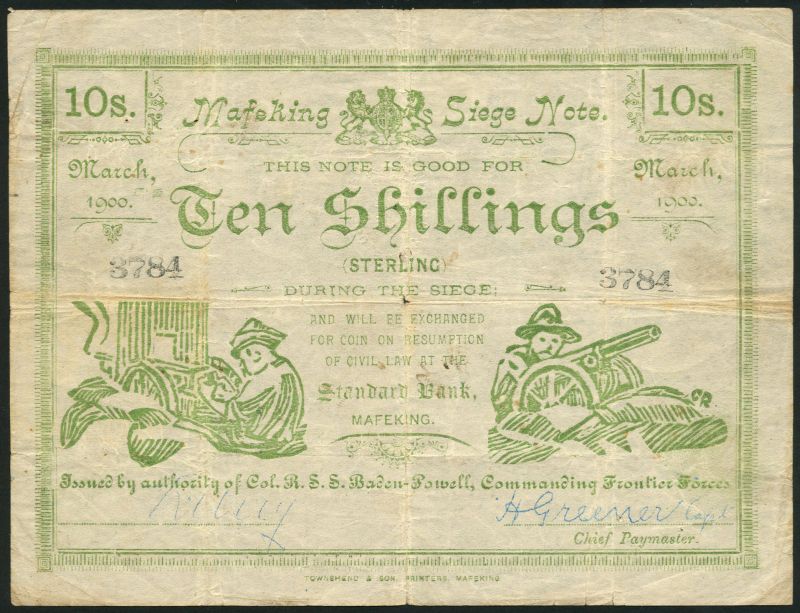 10s. Mafeking Siege Note. 10s.
March, THIS NOTE IS GOOD FOR March,
1900. Ten Shillings 1900.
(STERLING)
3784 3784
DURING THE SIEGE;
AND WILL BE EXCHANGED
FOR COIN ON RESUMPTION
OF CIVIL LAW AT THE
Standard Bank,
CR
MAFEKING.
Issued by authority of Col. R. S. S. Baden-Powell, Commanding Frontier Forces
H Greener Capt
Chief Paymaster.
TOWNSHEND & SON, PRINTERS, MAFEKING